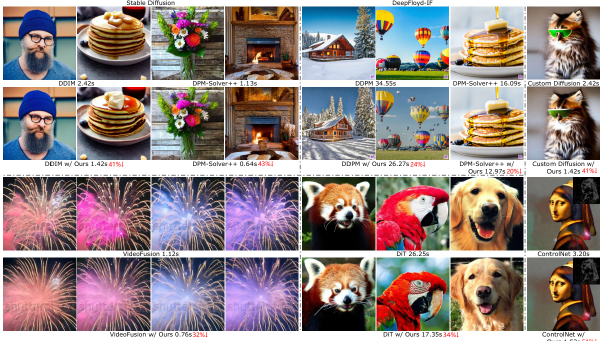 Stable Diffusion
DeepFloyd-IF
DDIM 2.42s
DPM-Solver++ 1.13s
DDPM 34.55s
DPM-Solver++ 16.09s
Custom Diffusion 2.42s
DDIM w/ Ours 1.42s 41%↓
DPM-Solver++ 0.64s 43%↓
DDPM w/ Ours 26.27s 24%↓
DPM-Solver++ w/
Ours 12.97s 20%↓
Custom Diffusion w/
Ours 1.42s 41%↓
VideoFusion 1.12s
DiT 26.25s
ControlNet 3.20s
VideoFusion w/ Ours 0.76s 32%↓
DiT w/ Ours 17.35s 34%↓
ControlNet w/